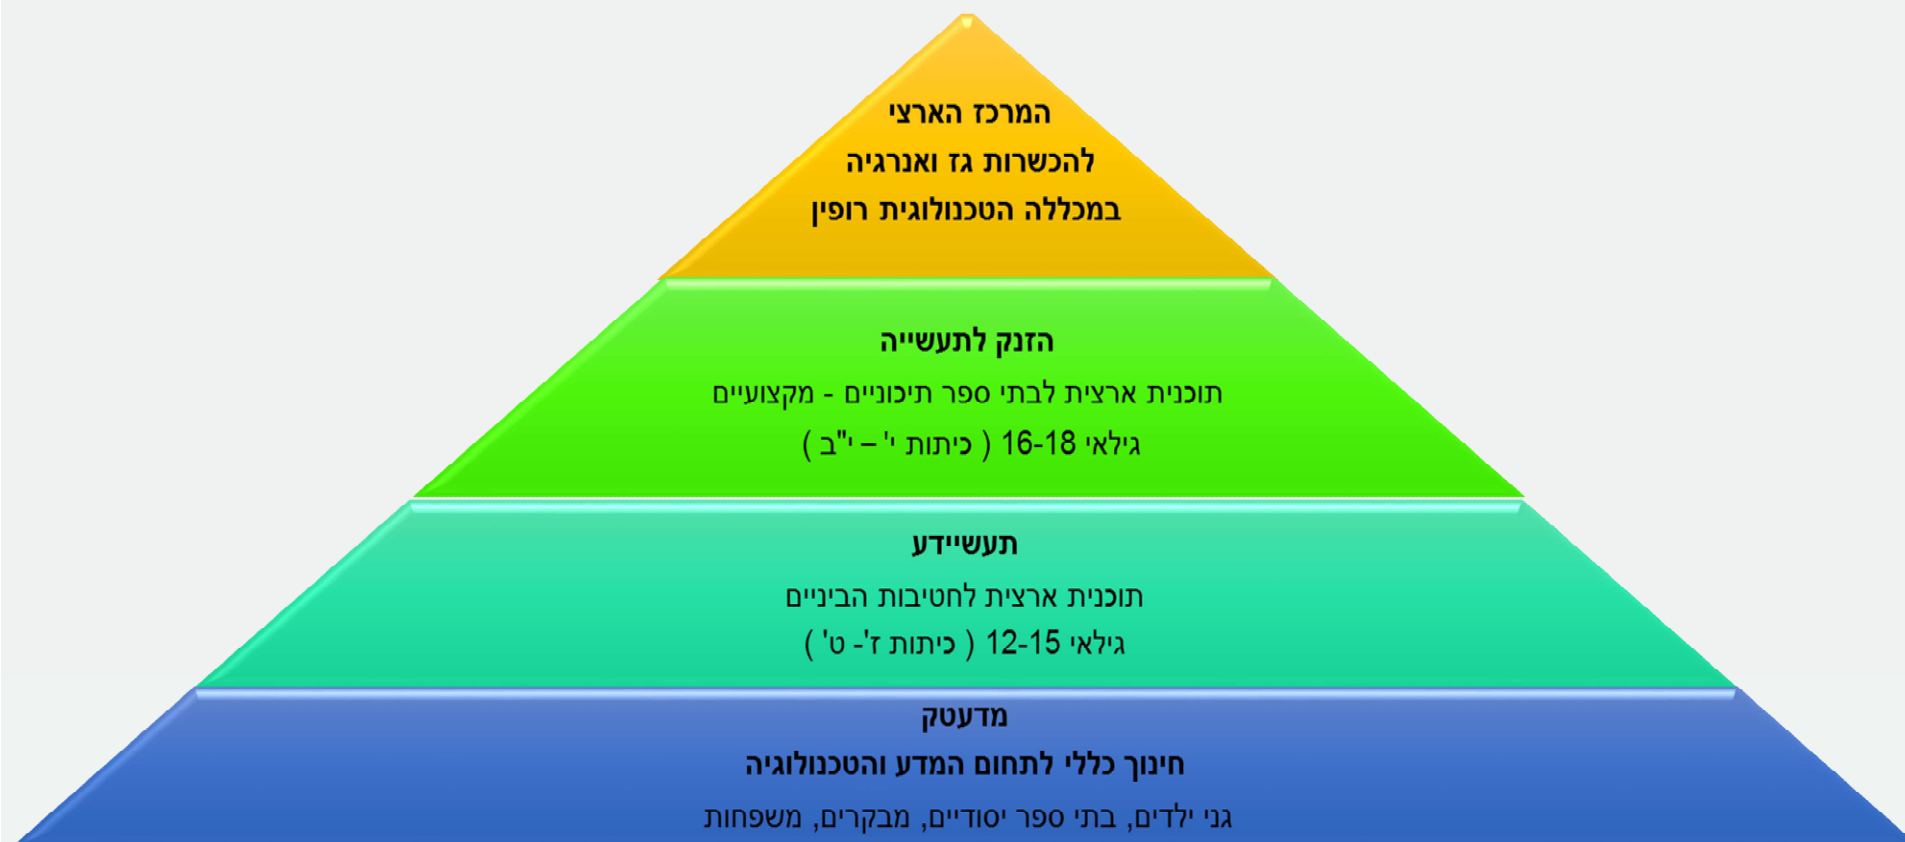 המרכז הארצי
להכשרות גז ואנרגיה
במכללה הטכנולוגית רופין
הזנק לתעשייה
תוכנית ארצית לבתי ספר תיכוניים - מקצועיים
גילאי 16-18 ( כיתות י' – י"ב )
תעשיידע
תוכנית ארצית לחטיבות הביניים
גילאי 12-15 ( כיתות ז'- ט' )
מדעטק
חינוך כללי לתחום המדע והטכנולוגיה
גני ילדים, בתי ספר יסודיים, מבקרים, משפחות